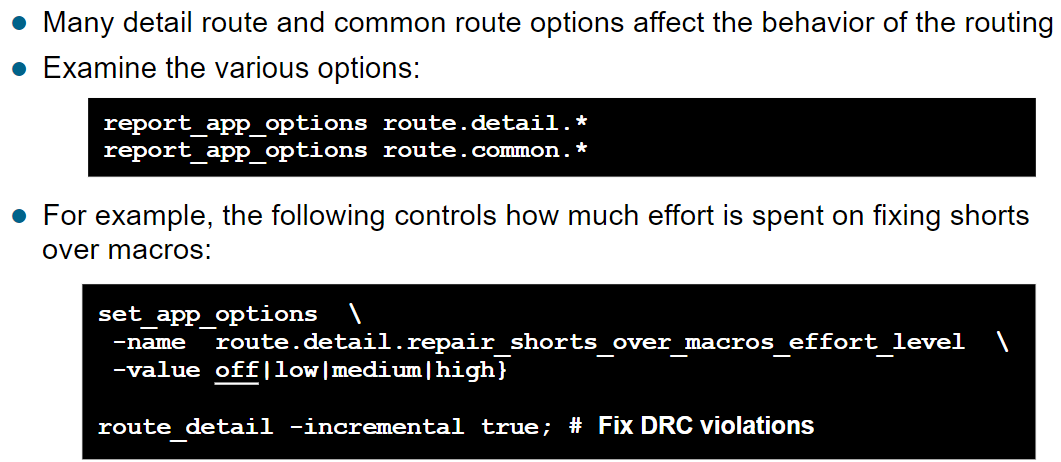 • Many detail route and common route options affect the behavior of the routing
• Examine the various options:
report_app_options route.detail.*
report_app_options route.common.*
• For example, the following controls how much effort is spent on fixing shorts
over macros:
set_app_options \
-name route.detail.repair_shorts_over_macros_effort_level \
-value off|low|medium|high}
route_detail -incremental true; # Fix DRC violations